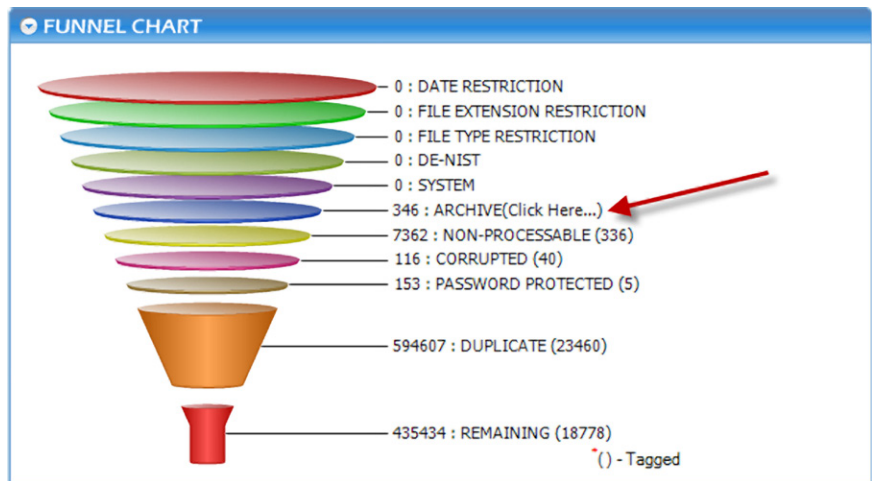 FUNNEL CHART
0 : DATE RESTRICTION
0 : FILE EXTENSION RESTRICTION
0 : FILE TYPE RESTRICTION
0 : DE-NIST
0 : SYSTEM
346 : ARCHIVE(Click Here...)
7362 : NON-PROCESSABLE (336)
116 : CORRUPTED (40)
153 : PASSWORD PROTECTED (5)
594607 : DUPLICATE (23460)
435434 : REMAINING (18778)
*( ) - Tagged